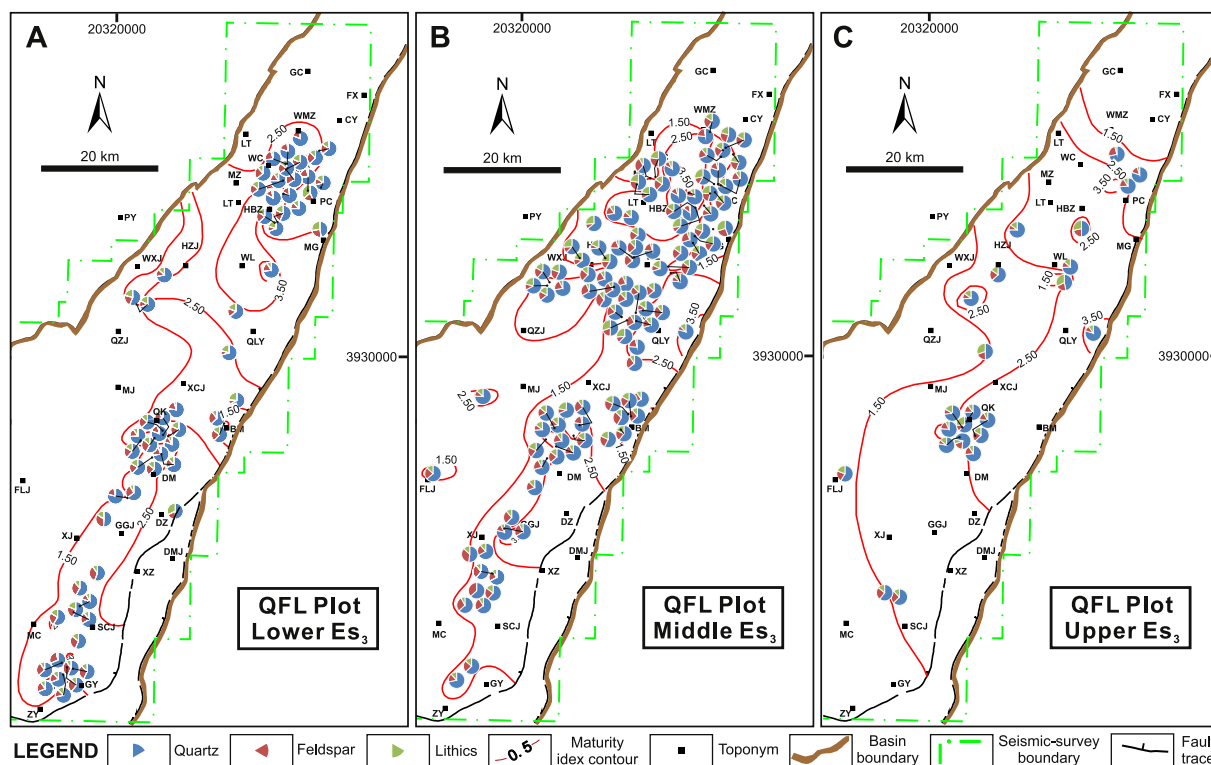 A
20320000
N
20 km
GC
FX
WMZ
CY
2.50
LT
WC
MZ
LT
HBZ
PC
PY
MG
WXJ
HZJ
WL
3.50
2.50
QZJ
QLY
MJ
XCJ
1.50
QK
BM
DM
FLJ
2.50
DZ
GGJ
XJ
DMJ
1.50
XZ
MC
SCJ
GY
ZY
QFL Plot
Lower Es3
B
20320000
N
20 km
GC
FX
WMZ
CY
1.50
2.50
LT
3.50
LT
HBZ
C
PY
WXJ
H
1.50
QZJ
QLY
3.50
2.50
3930000
MJ
XCJ
1.50
2.50
BM
1.50
2.50
DM
1.50
FLJ
DZ
GGJ
XJ
3.
DMJ
XZ
MC
SCJ
GY
ZY
QFL Plot
Middle Es3
C
20320000
N
20 km
GC
FX
WMZ
CY
1.50
LT
WC
2.50
3.50
MZ
LT
HBZ
PC
PY
MG
2.50
WXJ
HZJ
WL
1.50
2.50
QZJ
QLY
3.50
3930000
2.50
MJ
XCJ
1.50
QK
BM
DM
FLJ
DZ
GGJ
XJ
DMJ
XZ
MC
SCJ
GY
ZY
QFL Plot
Upper Es3
LEGEND
Quartz
Feldspar
Lithics
0.5
Maturity
idex contour
Toponym
Basin
boundary
Seismic-survey
boundary
Faul
trace